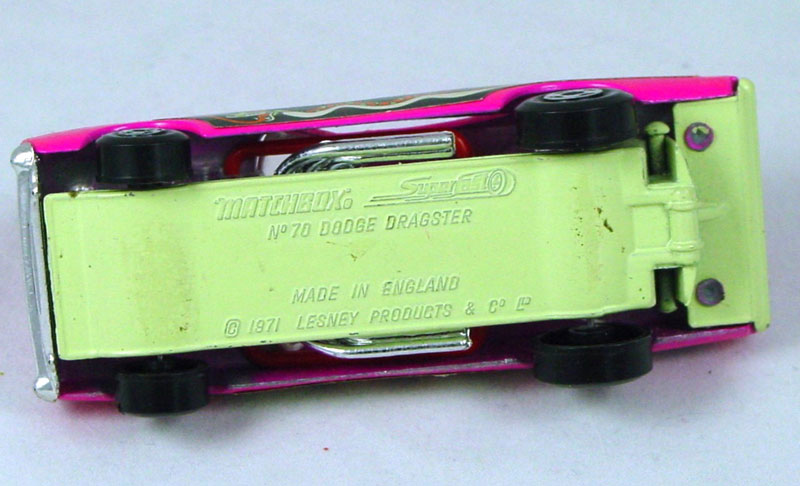 MATCHBOX® Superfast
Nº 70 DODGE DRAGSTER
MADE IN ENGLAND
© 1971 LESNEY PRODUCTS & Cº Lᴰ